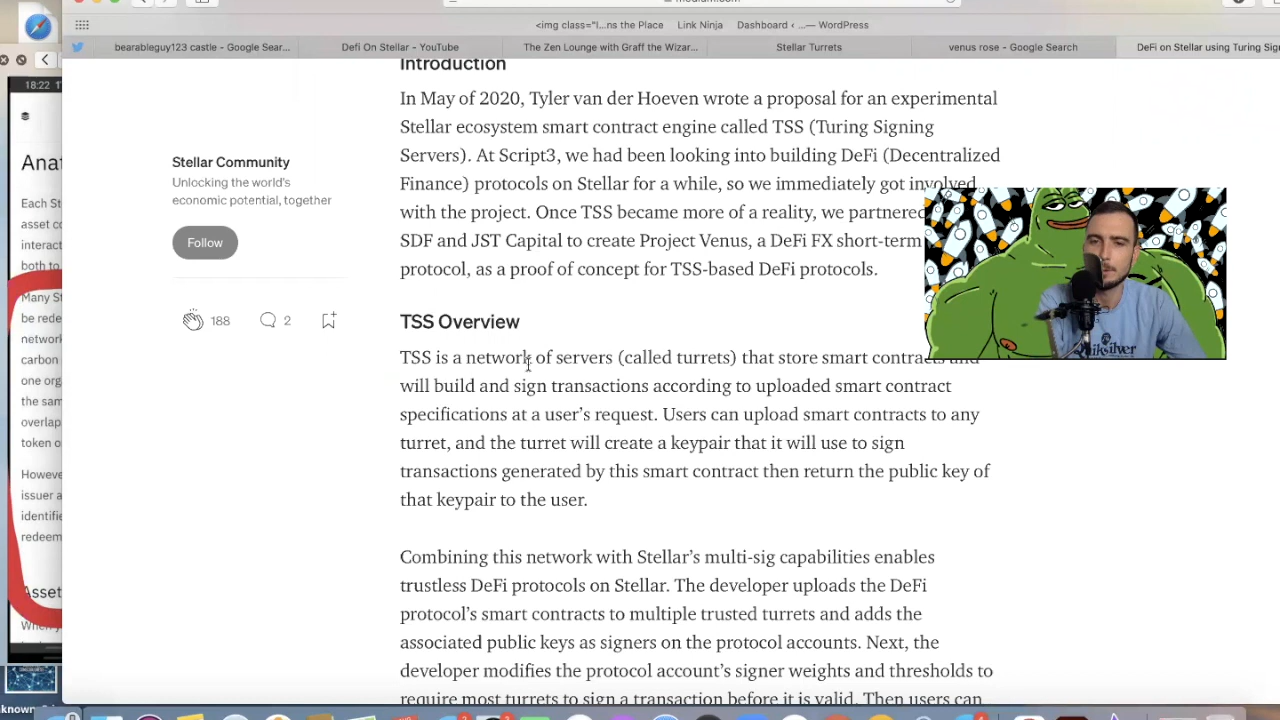 <img class="l...ns the Place
Link Ninja
Dashboard ‹ ... — WordPress
bearableguy123 castle - Google Sear...
Defi On Stellar - YouTube
The Zen Lounge with Graff the Wizar...
Stellar Turrets
venus rose - Google Search
DeFi on Stellar using Turing Sig
18:22
Anat
Each St
asset co
interact
both to
Many St
be rede
network
carbon
one org
the sam
overlap
token o
However
issuer a
identifie
redeem
Asset
When y
Stellar Community
Unlocking the world's
economic potential, together
Follow
188
2
Introduction
In May of 2020, Tyler van der Hoeven wrote a proposal for an experimental
Stellar ecosystem smart contract engine called TSS (Turing Signing
Servers). At Script3, we had been looking into building DeFi (Decentralized
Finance) protocols on Stellar for a while, so we immediately got involved
with the project. Once TSS became more of a reality, we partnered
SDF and JST Capital to create Project Venus, a DeFi FX short-term
protocol, as a proof of concept for TSS-based DeFi protocols.
TSS Overview
TSS is a network of servers (called turrets) that store smart contracts and
will build and sign transactions according to uploaded smart contract
specifications at a user's request. Users can upload smart contracts to any
turret, and the turret will create a keypair that it will use to sign
transactions generated by this smart contract then return the public key of
that keypair to the user.
Combining this network with Stellar's multi-sig capabilities enables
trustless DeFi protocols on Stellar. The developer uploads the DeFi
protocol's smart contracts to multiple trusted turrets and adds the
associated public keys as signers on the protocol accounts. Next, the
developer modifies the protocol account's signer weights and thresholds to
require most turrets to sign a transaction before it is valid. Then users can